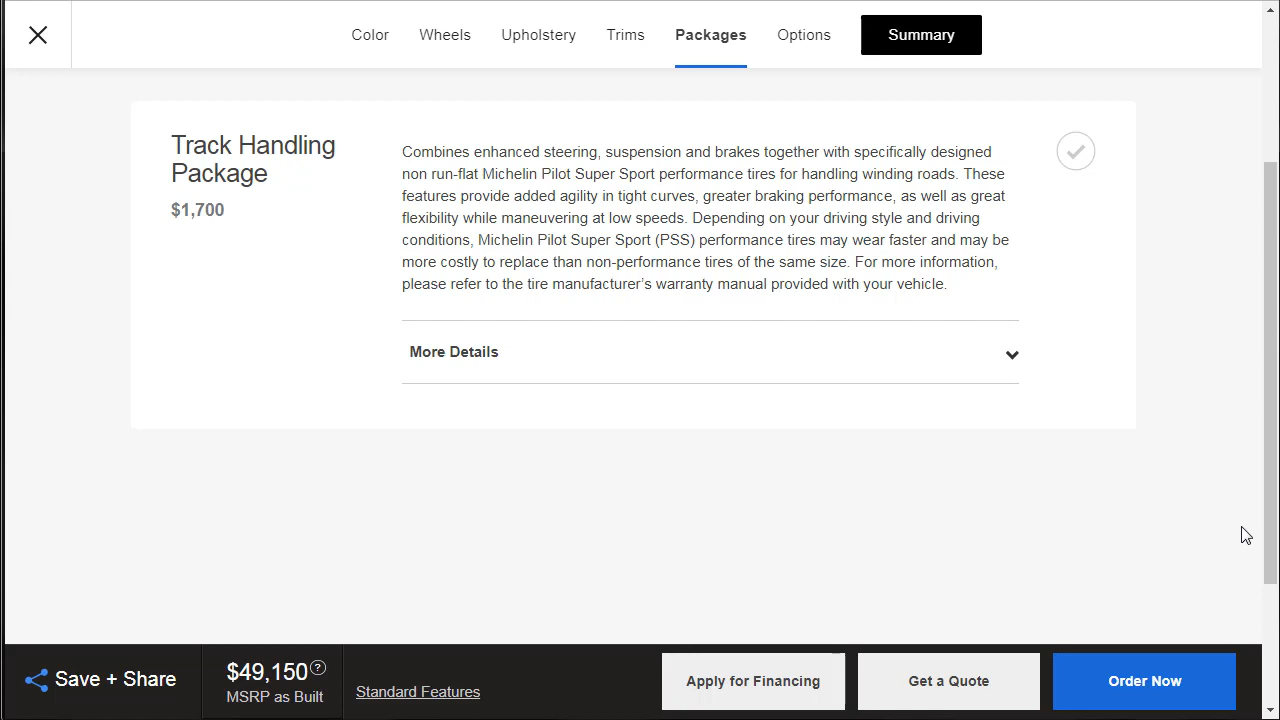 Color
Wheels
Upholstery
Trims
Packages
Options
Summary
Track Handling
Package
$1,700
Combines enhanced steering, suspension and brakes together with specifically designed
non run-flat Michelin Pilot Super Sport performance tires for handling winding roads. These
features provide added agility in tight curves, greater braking performance, as well as great
flexibility while maneuvering at low speeds. Depending on your driving style and driving
conditions, Michelin Pilot Super Sport (PSS) performance tires may wear faster and may be
more costly to replace than non-performance tires of the same size. For more information,
please refer to the tire manufacturer’s warranty manual provided with your vehicle.
More Details
Save + Share
$49,150 ?
MSRP as Built
Standard Features
Apply for Financing
Get a Quote
Order Now